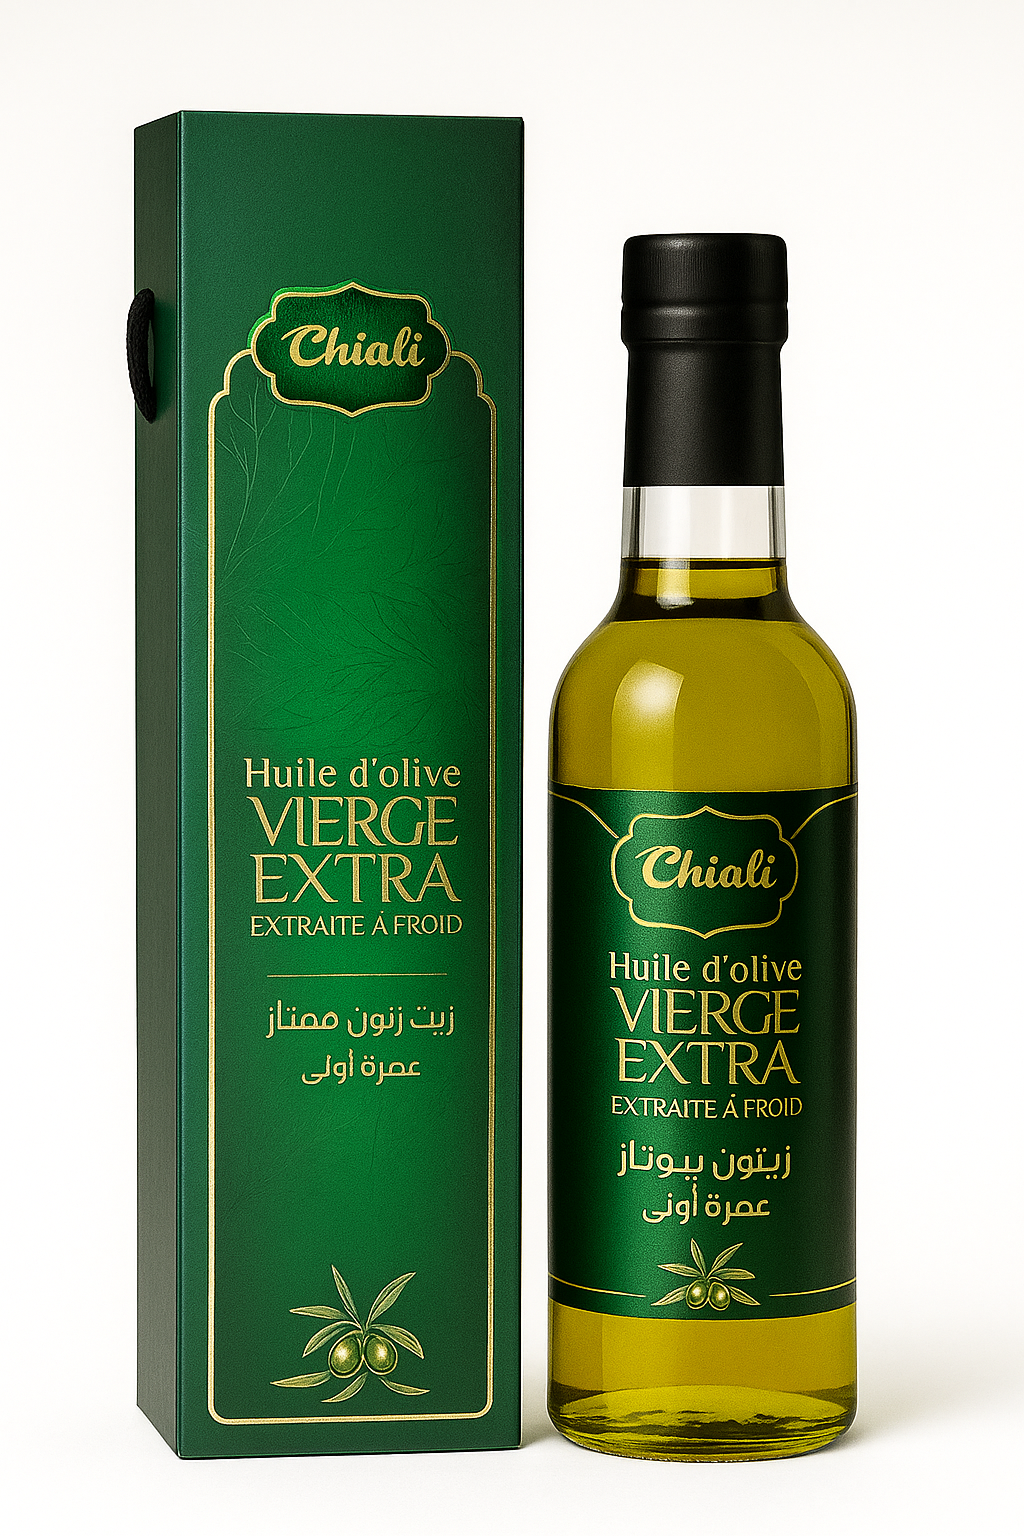 Chiali
Huile d'olive
VIERGE
EXTRA
EXTRAITE À FROID
زيت زنون ممتاز
عمرة أولى
Chiali
Huile d'olive
VIERGE
EXTRA
EXTRAITE À FROID
زيتون بيوتاز
عمرة أونى